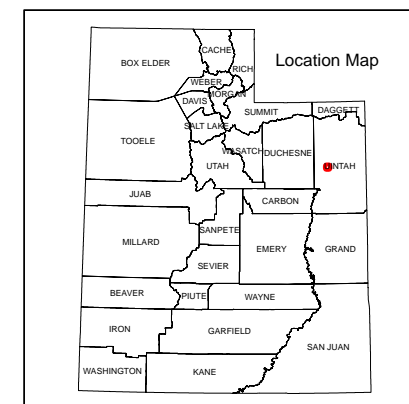 Location Map
BOX ELDER
CACHE
RICH
WEBER
MORGAN
DAVIS
SUMMIT
DAGGETT
SALT LAKE
TOOELE
WASATCH
DUCHESNE
UTAH
JUAB
CARBON
SANPETE
MILLARD
EMERY
GRAND
SEVIER
BEAVER
PIUTE
WAYNE
IRON
GARFIELD
SAN JUAN
WASHINGTON
KANE